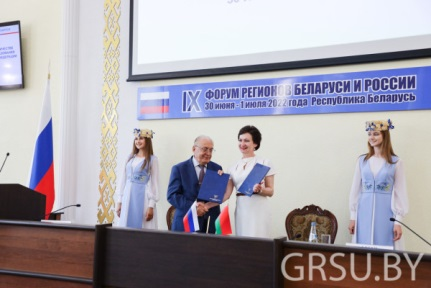 IX ФОРУМ РЕГИОНОВ БЕЛАРУСИ И РОССИИ
30 июня - 1 июля 2022 года Республика Беларусь
GRSU.BY